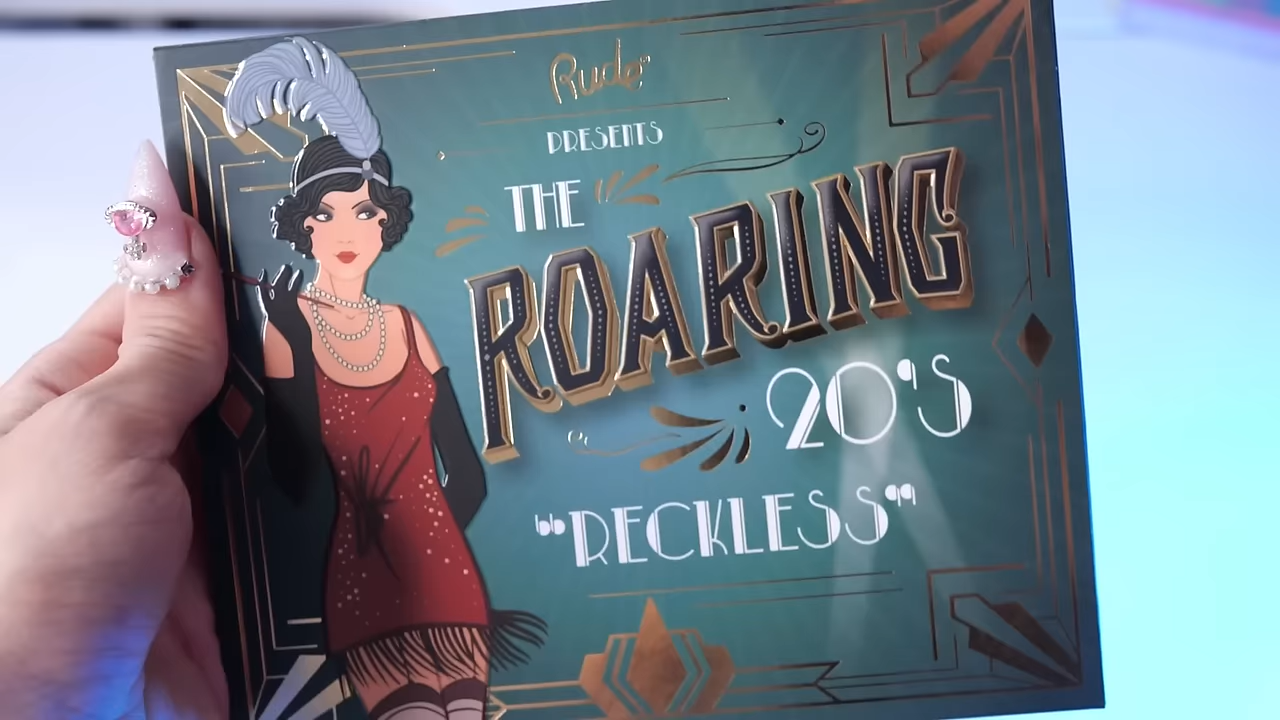 Rude
PRESENTS
THE
ROARING
20'S
"RECKLESS"